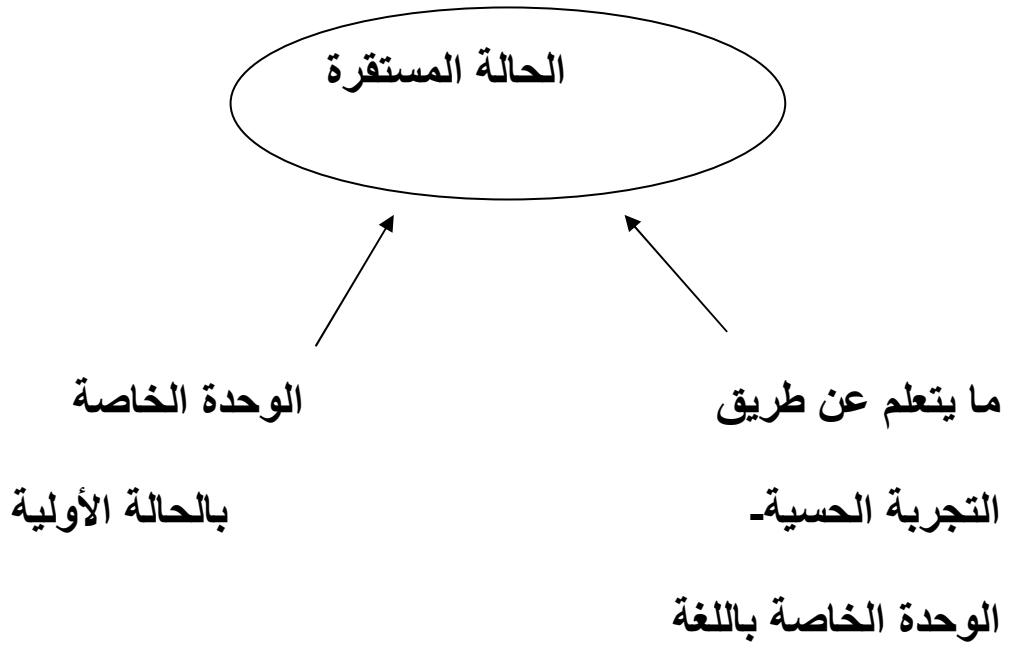 الحالة المستقرة
ما يتعلم عن طريق الوحدة الخاصة
التجربة الحسية- بالحالة الأولية
الوحدة الخاصة باللغة